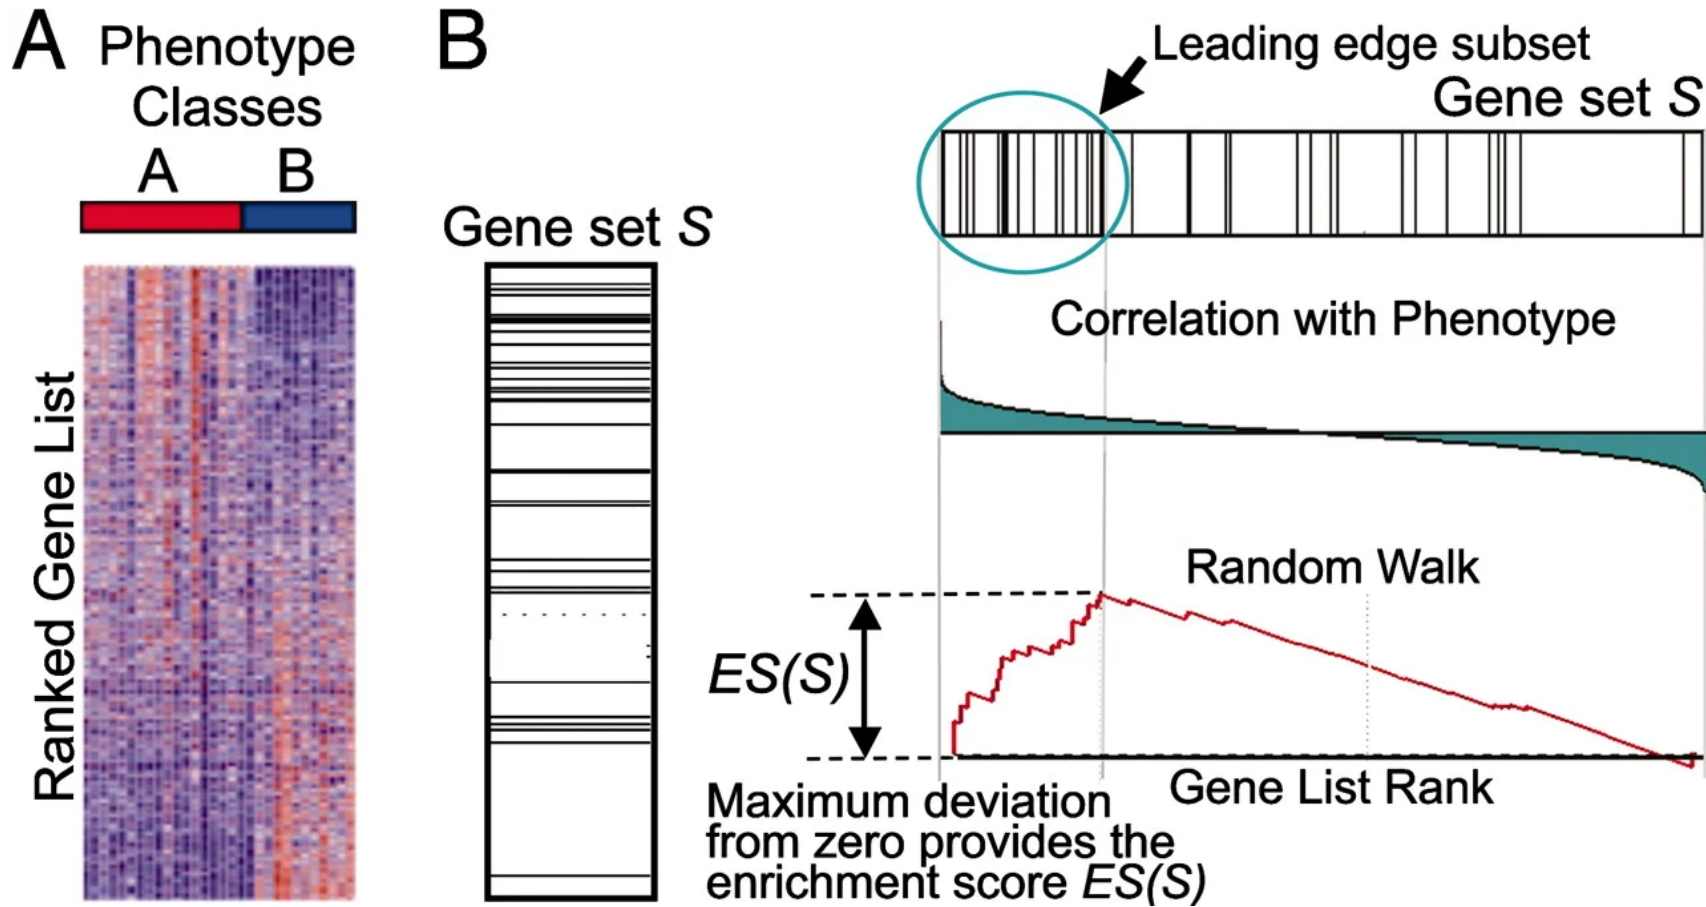 A
Phenotype
Classes
A B
Ranked Gene List
B
Gene set S
Leading edge subset
Gene set S
Correlation with Phenotype
Random Walk
ES(S)
Gene List Rank
Maximum deviation
from zero provides the
enrichment score ES(S)